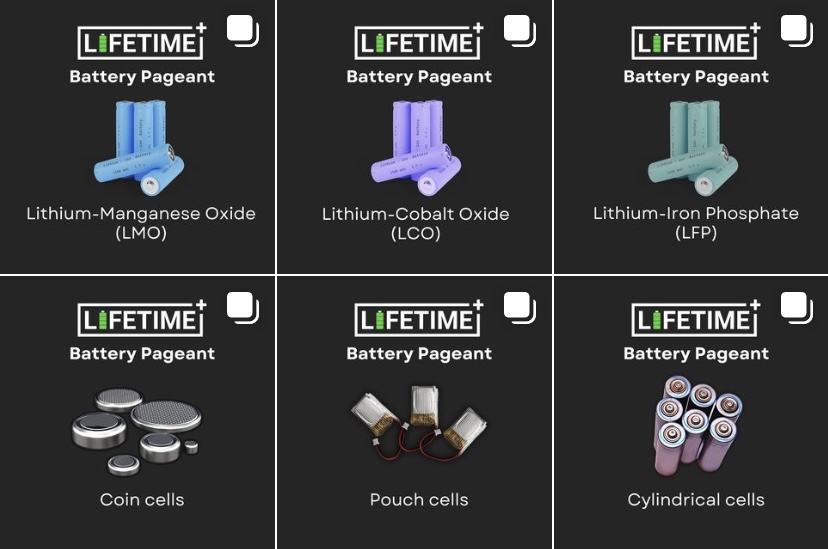 LIFETIME+
Battery Pageant
Lithium-Manganese Oxide
(LMO)
LIFETIME+
Battery Pageant
Lithium-Cobalt Oxide
(LCO)
LIFETIME+
Battery Pageant
Lithium-Iron Phosphate
(LFP)
LIFETIME+
Battery Pageant
Coin cells
LIFETIME+
Battery Pageant
Pouch cells
LIFETIME+
Battery Pageant
Cylindrical cells